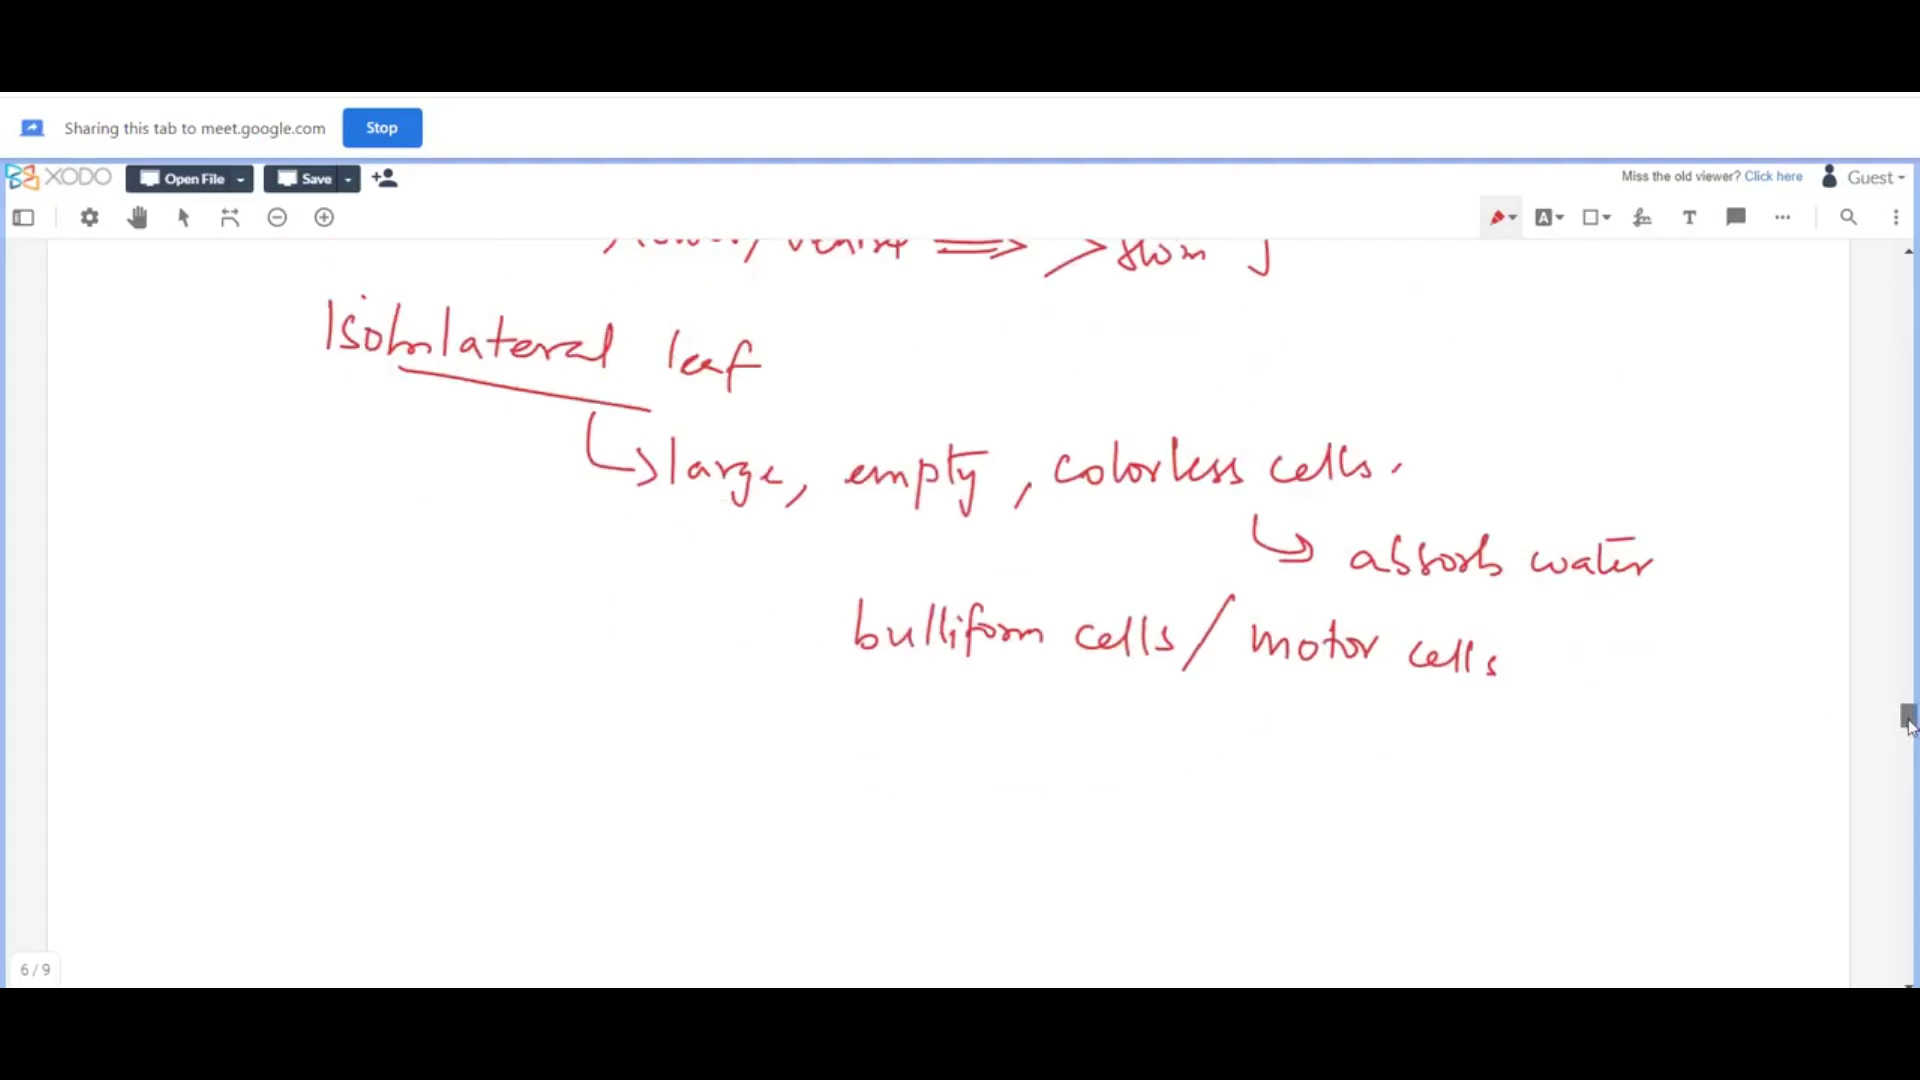 Sharing this tab to meet.google.com Stop
XODO Open File Save Miss the old viewer? Click here Guest
A T
Isobilateral leaf
large, empty, colorless cells.
absorb water
bulliform cells / motor cells
6 / 9